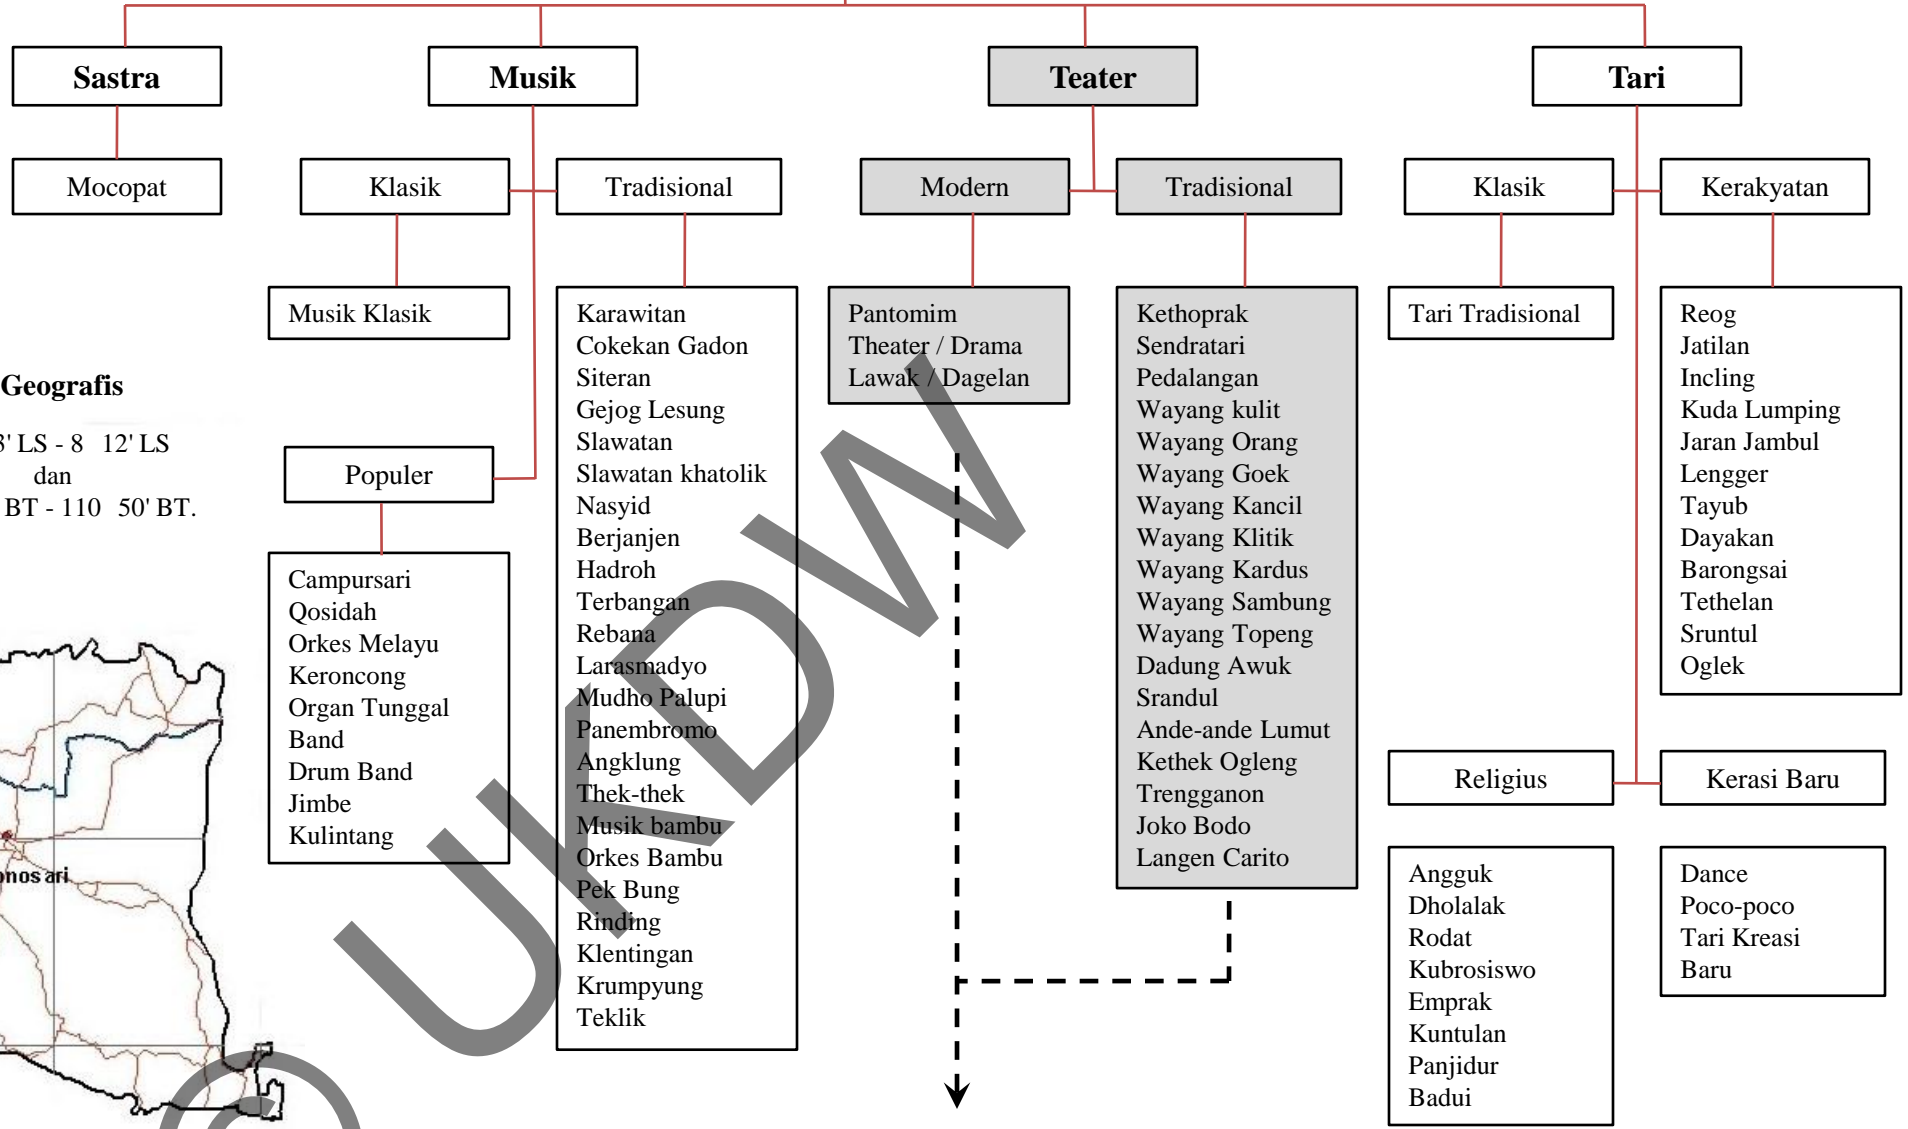 Sastra
Mocopat
Musik
Klasik
Musik Klasik
Tradisional
Karawitan
Cokekan Gadon
Siteran
Gejog Lesung
Slawatan
Slawatan khatolik
Nasyid
Berjanjen
Hadroh
Terbangan
Rebana
Larasmadyo
Mudho Palupi
Panembromo
Angklung
Thek-thek
Musik bambu
Orkes Bambu
Pek Bung
Rinding
Klentingan
Krumpyung
Teklik
Populer
Campursari
Qosidah
Orkes Melayu
Keroncong
Organ Tunggal
Band
Drum Band
Jimbe
Kulintang
Teater
Modern
Pantomim
Theater / Drama
Lawak / Dagelan
Tradisional
Kethoprak
Sendratari
Pedalangan
Wayang kulit
Wayang Orang
Wayang Goek
Wayang Kancil
Wayang Klitik
Wayang Kardus
Wayang Sambung
Wayang Topeng
Dadung Awuk
Srandul
Ande-ande Lumut
Kethek Ogleng
Trengganon
Joko Bodo
Langen Carito
Tari
Klasik
Tari Tradisional
Kerakyatan
Reog
Jatilan
Incling
Kuda Lumping
Jaran Jambul
Lengger
Tayub
Dayakan
Barongsai
Tethelan
Sruntul
Oglek
Religius
Angguk
Dholalak
Rodat
Kubrosiswo
Emprak
Kuntulan
Panjidur
Badui
Kerasi Baru
Dance
Poco-poco
Tari Kreasi
Baru
Geografis
' LS - 8 12' LS
dan
BT - 110 50' BT.
nosari
© UKDW